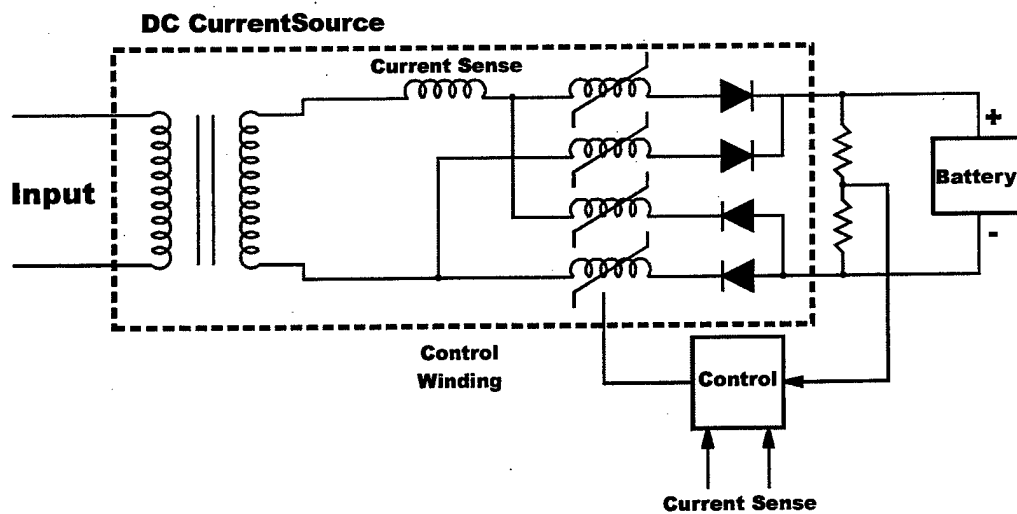 DC CurrentSource
Current Sense
Input
+
Battery
-
Control
Winding
Control
Current Sense